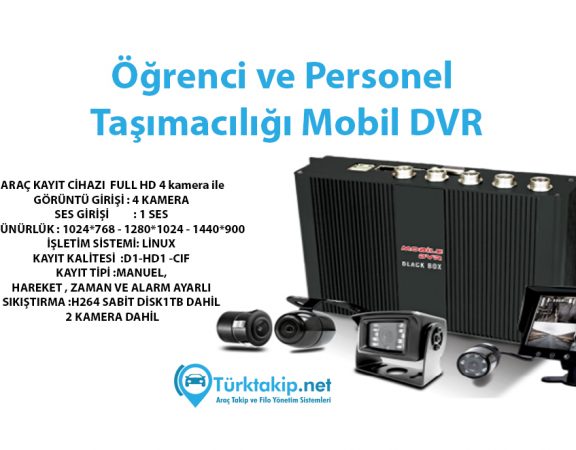 Öğrenci ve Personel
Taşımacılığı Mobil DVR
ARAÇ KAYIT CİHAZI FULL HD 4 kamera ile
GÖRÜNTÜ GİRİŞİ : 4 KAMERA
SES GİRİŞİ : 1 SES
ÜNÜRLÜK : 1024*768 - 1280*1024 - 1440*900
İŞLETİM SİSTEMİ: LİNUX
KAYIT KALİTESİ :D1-HD1 -CIF
KAYIT TİPİ :MANUEL,
HAREKET , ZAMAN VE ALARM AYARLI
SIKIŞTIRMA :H264 SABİT DİSK1TB DAHİL
2 KAMERA DAHİL
MOBILE
DVR
BLACK BOX
Türktakip.net
Araç Takip ve Filo Yönetim Sistemleri